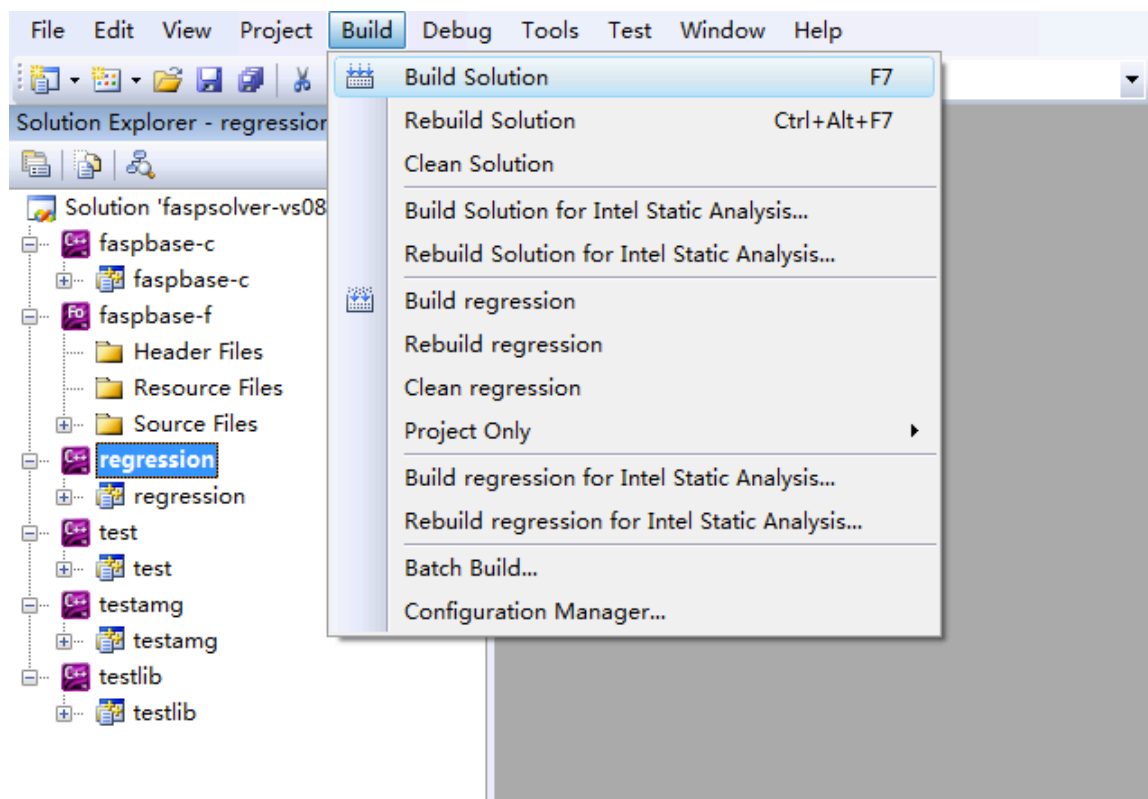 File Edit View Project Build Debug Tools Test Window Help
Build Solution F7
Solution Explorer - regression
Rebuild Solution Ctrl+Alt+F7
Clean Solution
Solution 'faspsolver-vs08
Build Solution for Intel Static Analysis...
faspbase-c
Rebuild Solution for Intel Static Analysis...
faspbase-c
Build regression
faspbase-f
Rebuild regression
Header Files
Clean regression
Resource Files
Project Only
Source Files
regression
Build regression for Intel Static Analysis...
regression
Rebuild regression for Intel Static Analysis...
test
Batch Build...
test
testamg
Configuration Manager...
testamg
testlib
testlib